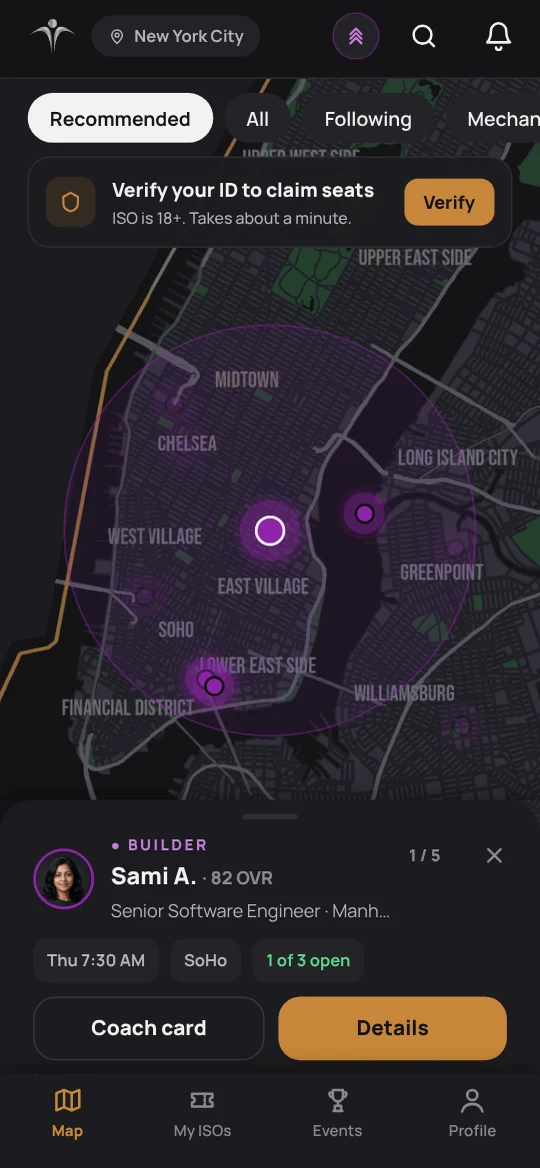 New York City
Recommended
All
Following
Mechan
UPPER WEST SIDE
Verify your ID to claim seats
ISO is 18+. Takes about a minute.
Verify
UPPER EAST SIDE
MIDTOWN
CHELSEA
LONG ISLAND CITY
WEST VILLAGE
GREENPOINT
EAST VILLAGE
SOHO
LOWER EAST SIDE
WILLIAMSBURG
FINANCIAL DISTRICT
• BUILDER
1 / 5
Sami A. · 82 OVR
Senior Software Engineer · Manh...
Thu 7:30 AM
SoHo
1 of 3 open
Coach card
Details
Map
My ISOs
Events
Profile